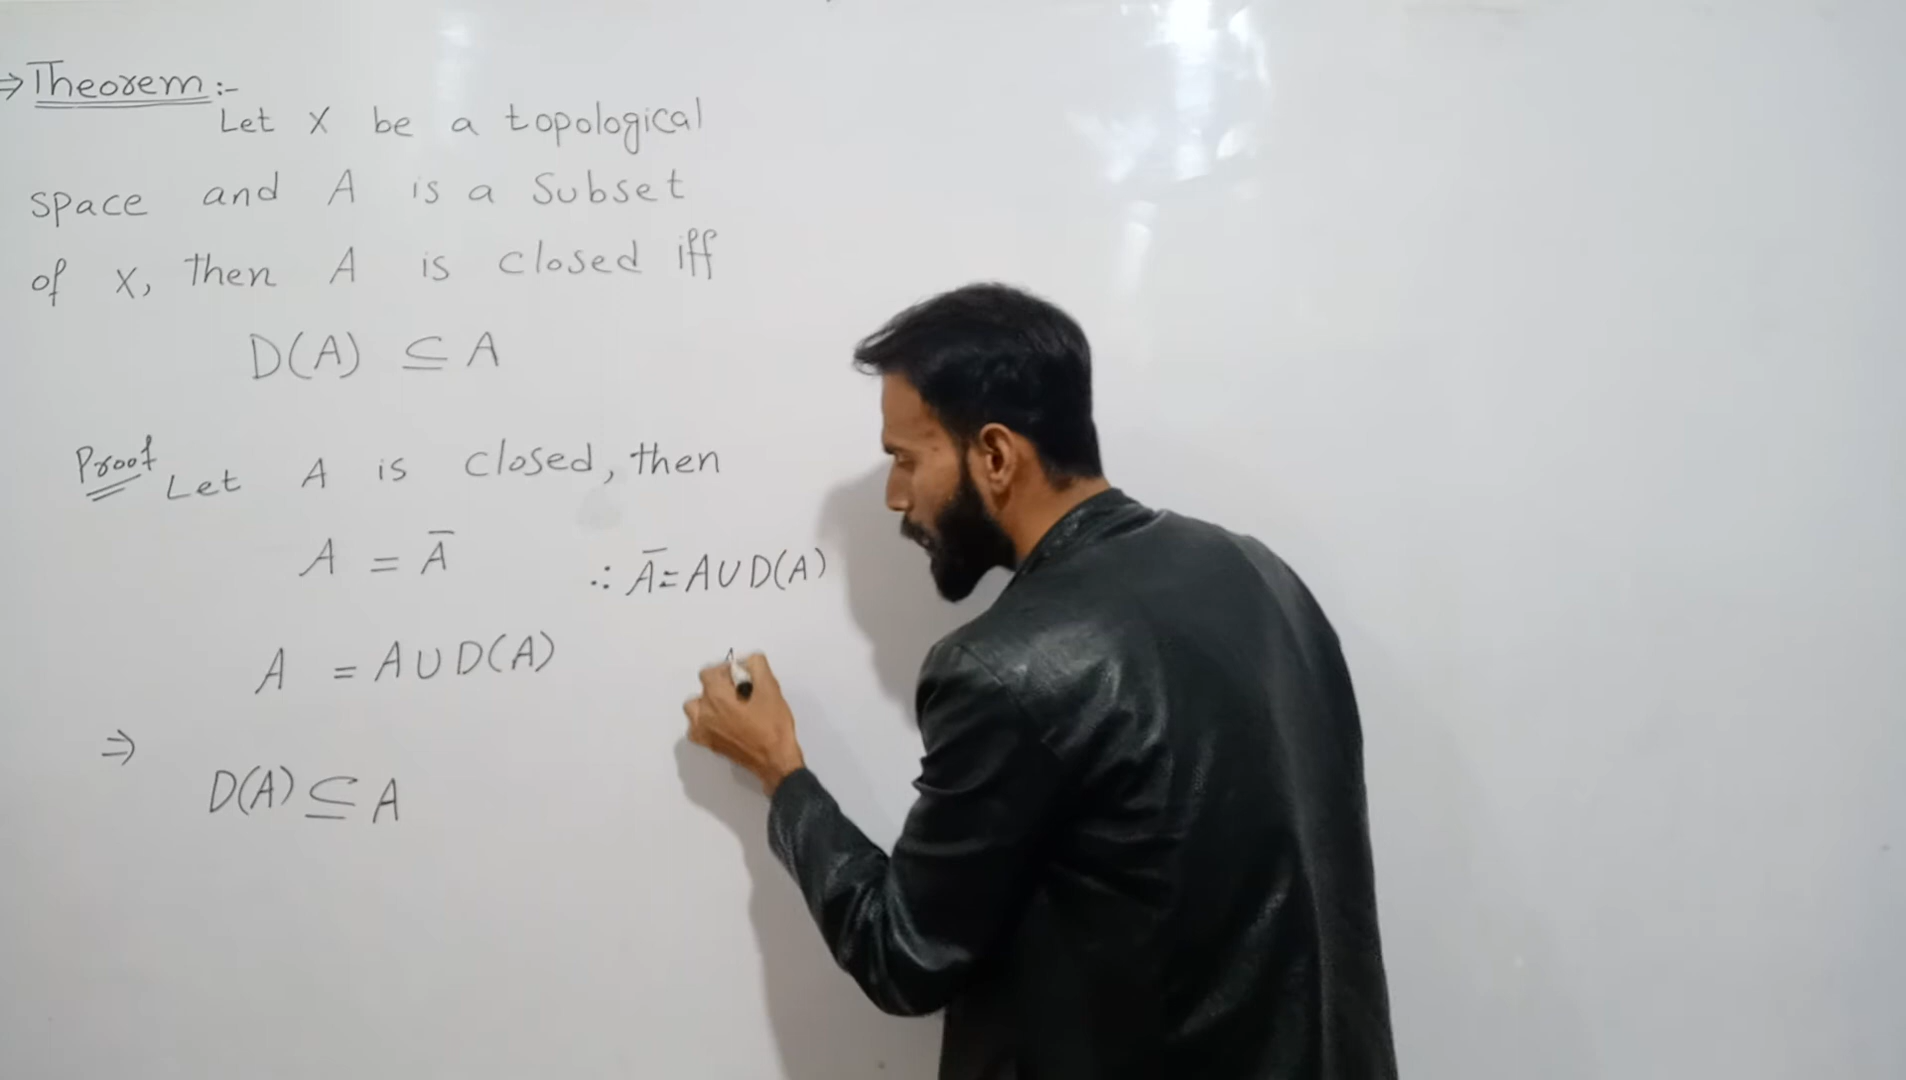 ⇒ Theorem :-
Let X be a topological
space and A is a Subset
of X, then A is closed iff
D(A) ⊆ A
Proof Let A is closed, then
A = A̅ ∴ A̅ = A ∪ D(A)
A = A ∪ D(A)
⇒
D(A) ⊆ A